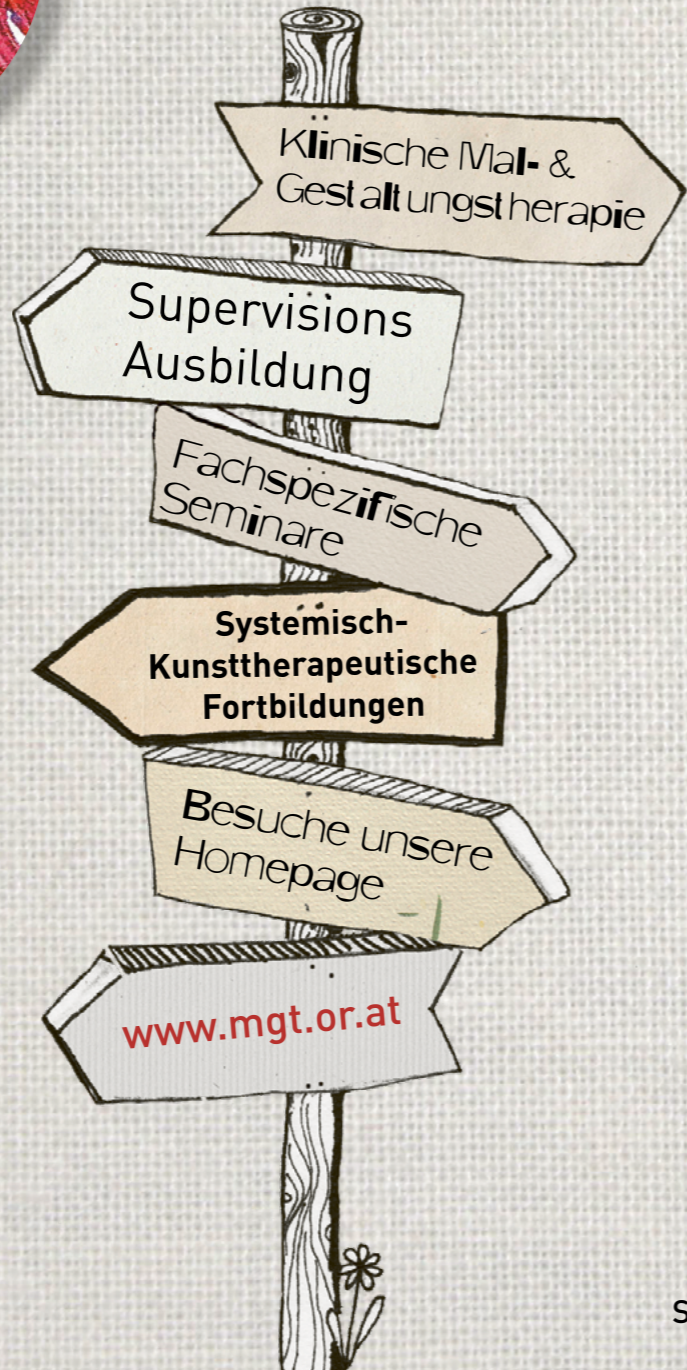 Klinische Mal- &
Gestaltungstherapie
Supervisions
Ausbildung
Fachspezifische
Seminare
Systemisch-
Kunsttherapeutische
Fortbildungen
Besuche unsere
Homepage
www.mgt.or.at
s